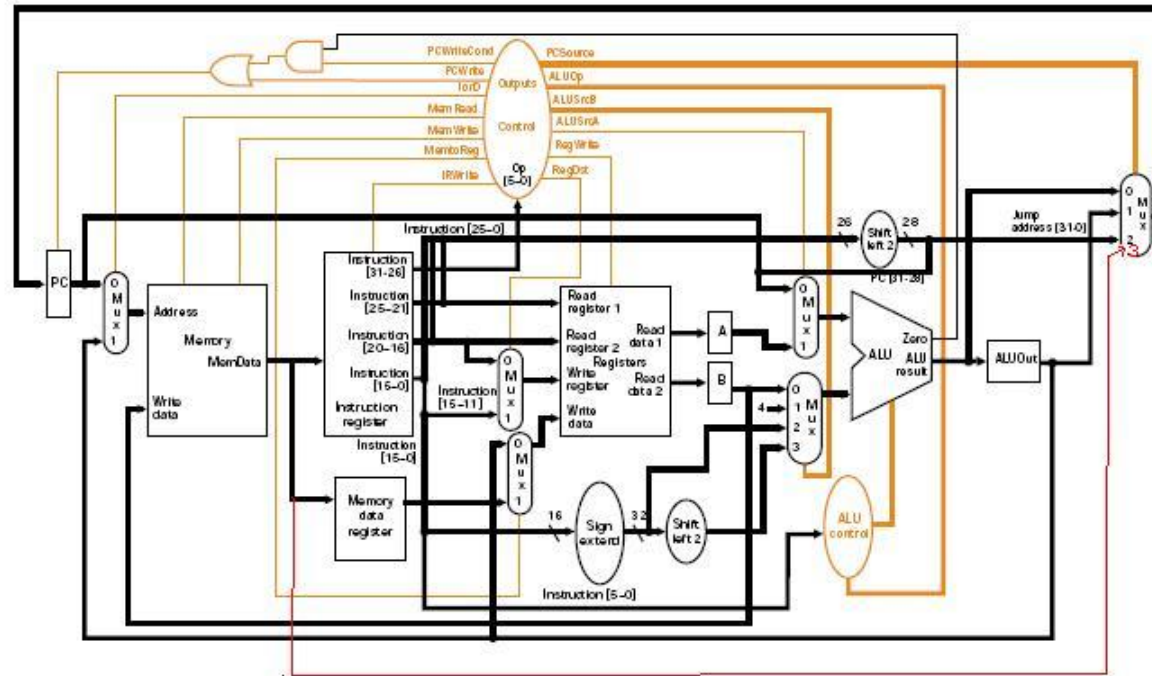 PCWriteCond
PCWrite
IorD
MemRead
MemWrite
MemtoReg
IRWrite
Outputs
Control
Op
[5-0]
PCSource
ALUOp
ALUSrcB
ALUSrcA
RegWrite
RegDst
Instruction [25-0]
26
Shift
left 2
28
Jump
address [31-0]
0
1
2
3
M
u
x
PC [31-28]
PC
0
M
u
x
1
Address
Memory
MemData
Write
data
Instruction
[31-26]
Instruction
[25-21]
Instruction
[20-16]
Instruction
[15-0]
Instruction
register
Instruction
[15-11]
Instruction
[15-0]
0
M
u
x
1
0
M
u
x
1
Memory
data
register
Read
register 1
Read
register 2
Registers
Write
register
Write
data
Read
data 1
Read
data 2
A
B
0
M
u
x
1
4
0
1
2
3
M
u
x
Zero
ALU
ALU
result
ALUOut
16
Sign
extend
32
Shift
left 2
ALU
control
Instruction [5-0]